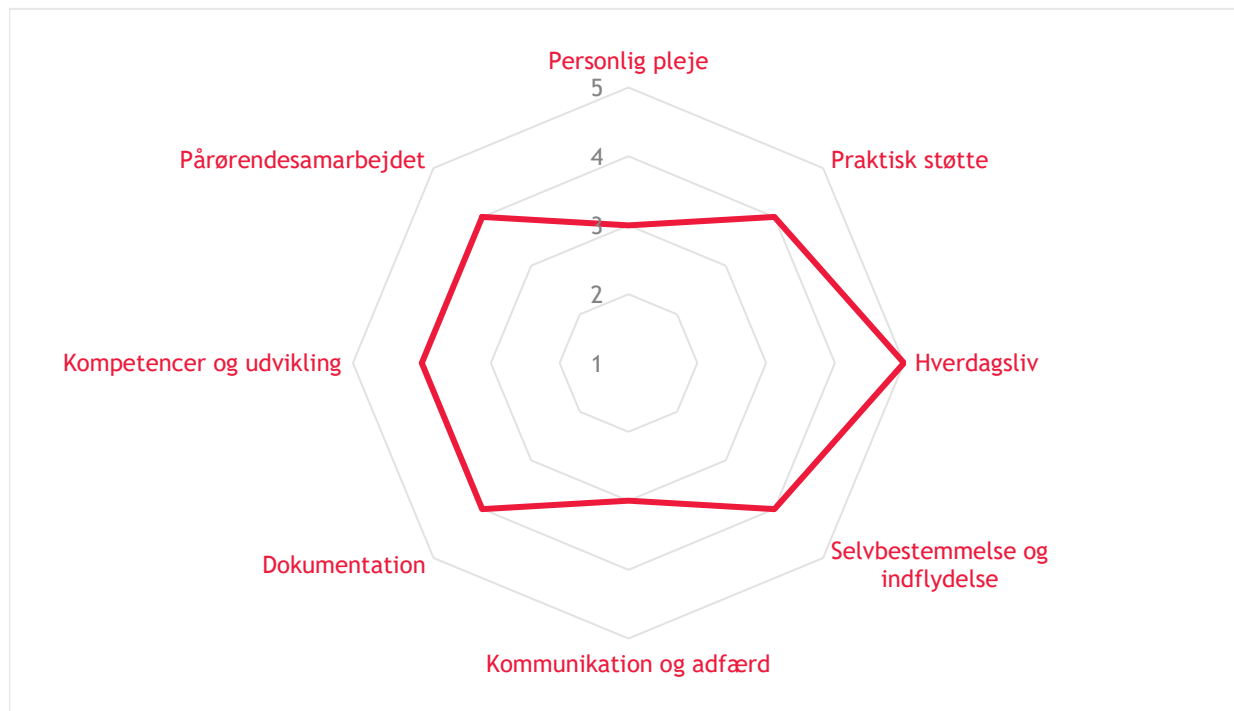 Personlig pleje
5
Pårørendesamarbejdet
4
Praktisk støtte
3
2
Kompetencer og udvikling
1
Hverdagsliv
Dokumentation
Selvbestemmelse og
indflydelse
Kommunikation og adfærd